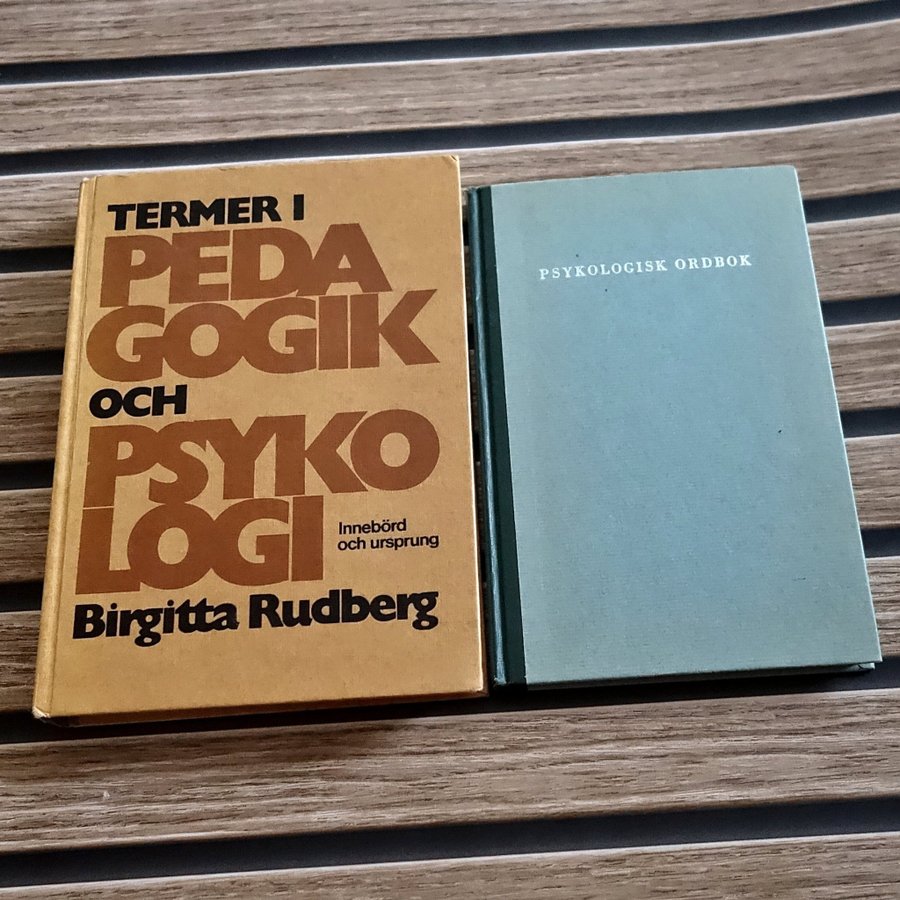 TERMER I
PEDA
GOGIK
OCH
PSYKO
LOGI
Innebörd
och ursprung
Birgitta Rudberg
PSYKOLOGISK ORDBOK